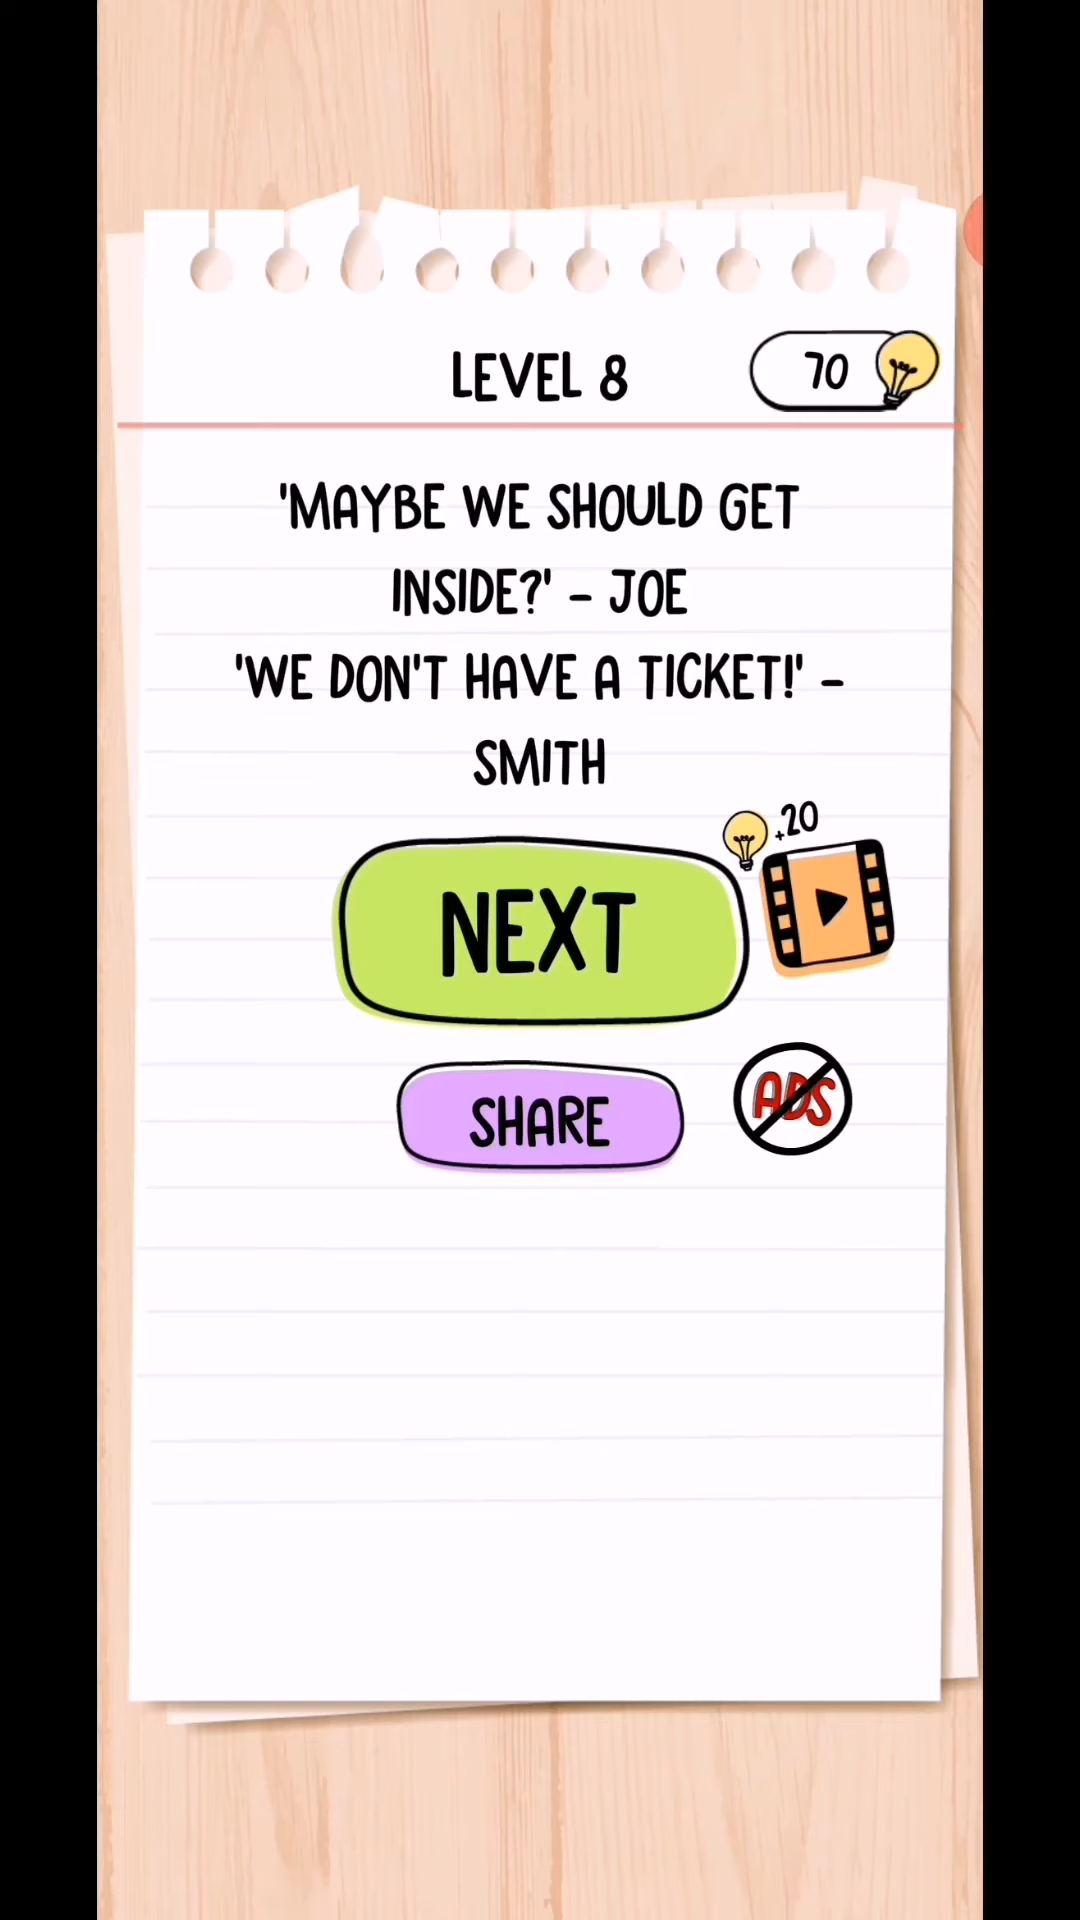 LEVEL 8
70
'MAYBE WE SHOULD GET
INSIDE?' - JOE
'WE DON'T HAVE A TICKET!' -
SMITH
+20
NEXT
SHARE
ADS